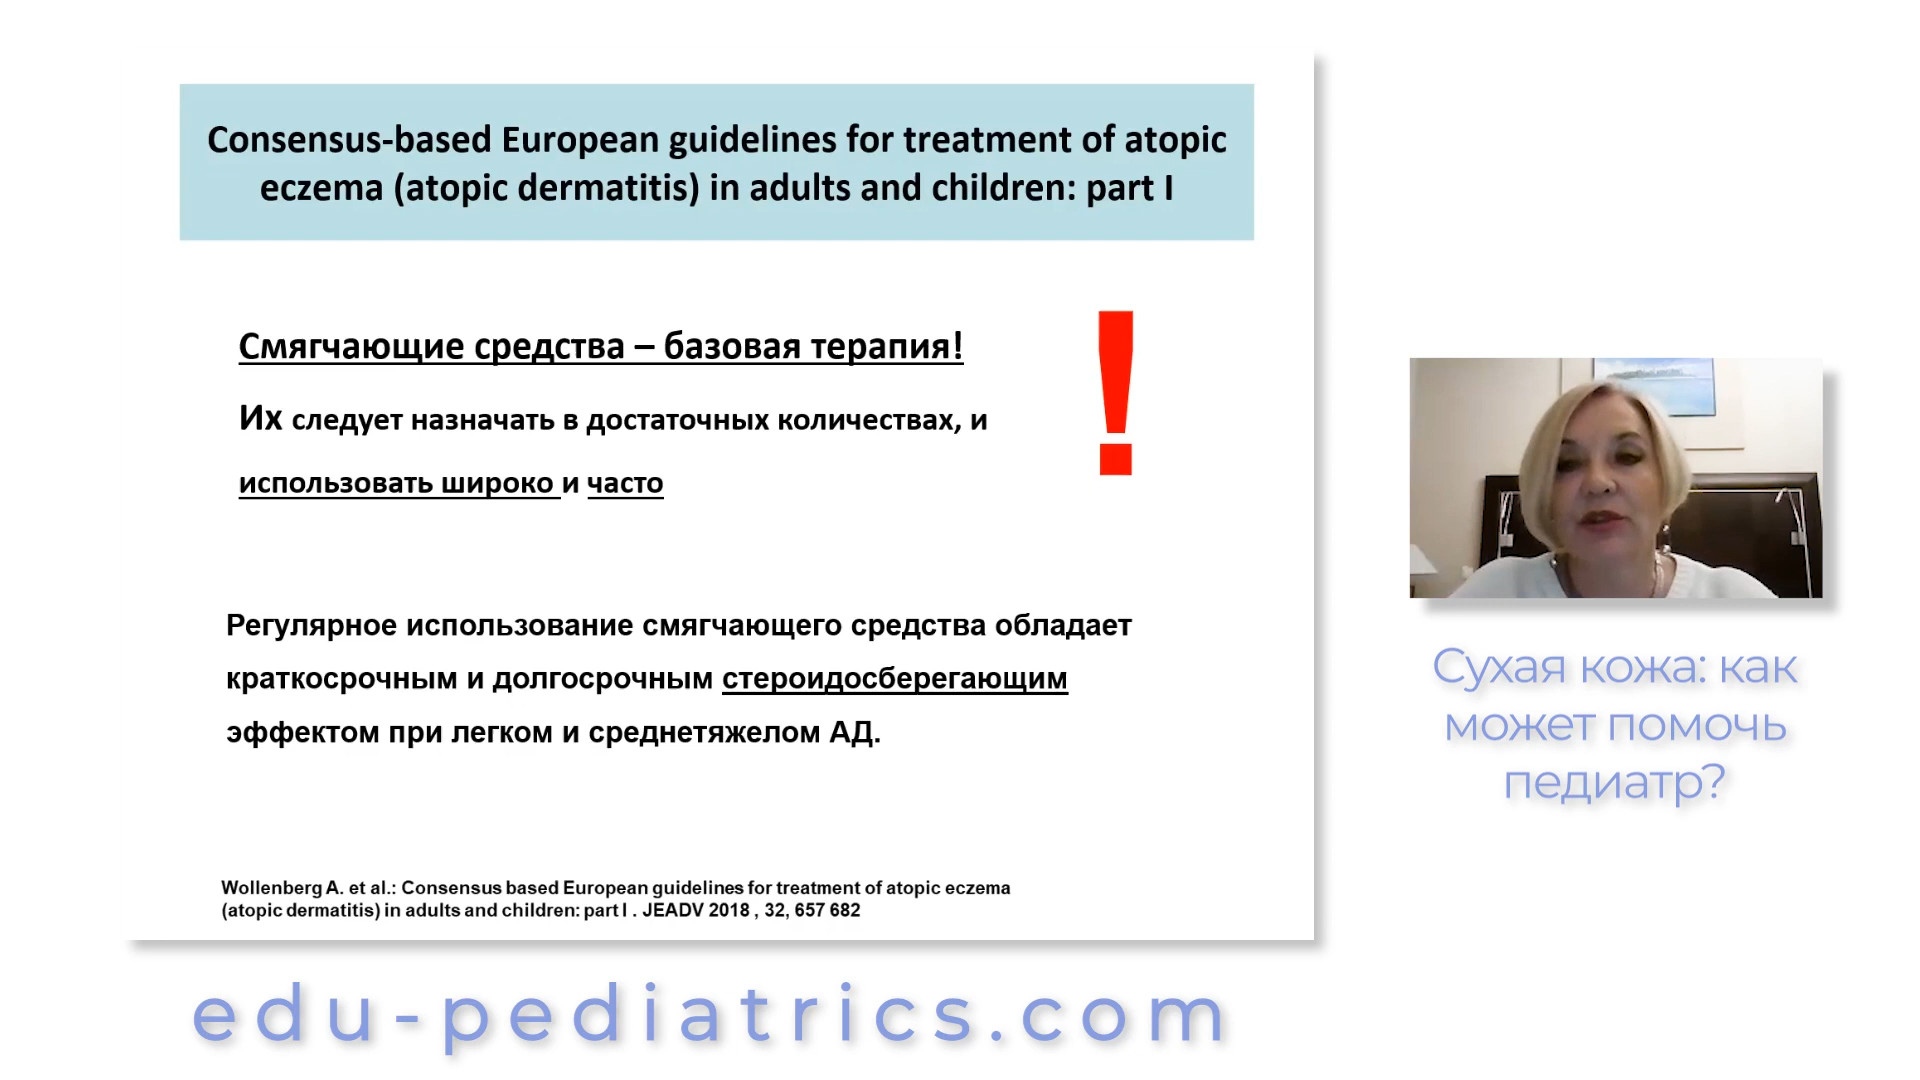 Consensus-based European guidelines for treatment of atopic
eczema (atopic dermatitis) in adults and children: part I
Смягчающие средства – базовая терапия!
Их следует назначать в достаточных количествах, и
использовать широко и часто
!
Регулярное использование смягчающего средства обладает
краткосрочным и долгосрочным стероидосберегающим
эффектом при легком и среднетяжелом АД.
Wollenberg A. et al.: Consensus based European guidelines for treatment of atopic eczema
(atopic dermatitis) in adults and children: part I . JEADV 2018 , 32, 657 682
Сухая кожа: как
может помочь
педиатр?
edu-pediatrics.com